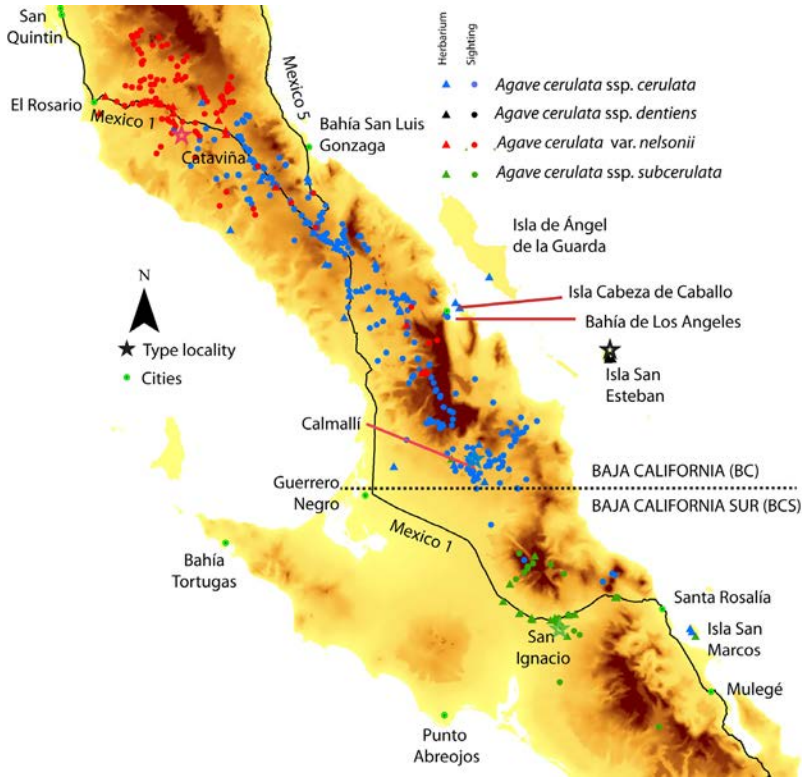 San
Quintin
El Rosario
Mexico 1
Cataviña
Mexico 5
Bahía San Luis
Gonzaga
Herbarium
Sighting
Agave cerulata ssp. cerulata
Agave cerulata ssp. dentiens
Agave cerulata var. nelsonii
Agave cerulata ssp. subcerulata
Isla de Ángel
de la Guarda
Isla Cabeza de Caballo
Bahía de Los Angeles
Isla San
Esteban
N
Type locality
Cities
Calmallí
Guerrero
Negro
BAJA CALIFORNIA (BC)
BAJA CALIFORNIA SUR (BCS)
Mexico 1
Bahía
Tortugas
San
Ignacio
Santa Rosalía
Isla San
Marcos
Mulegé
Punto
Abreojos